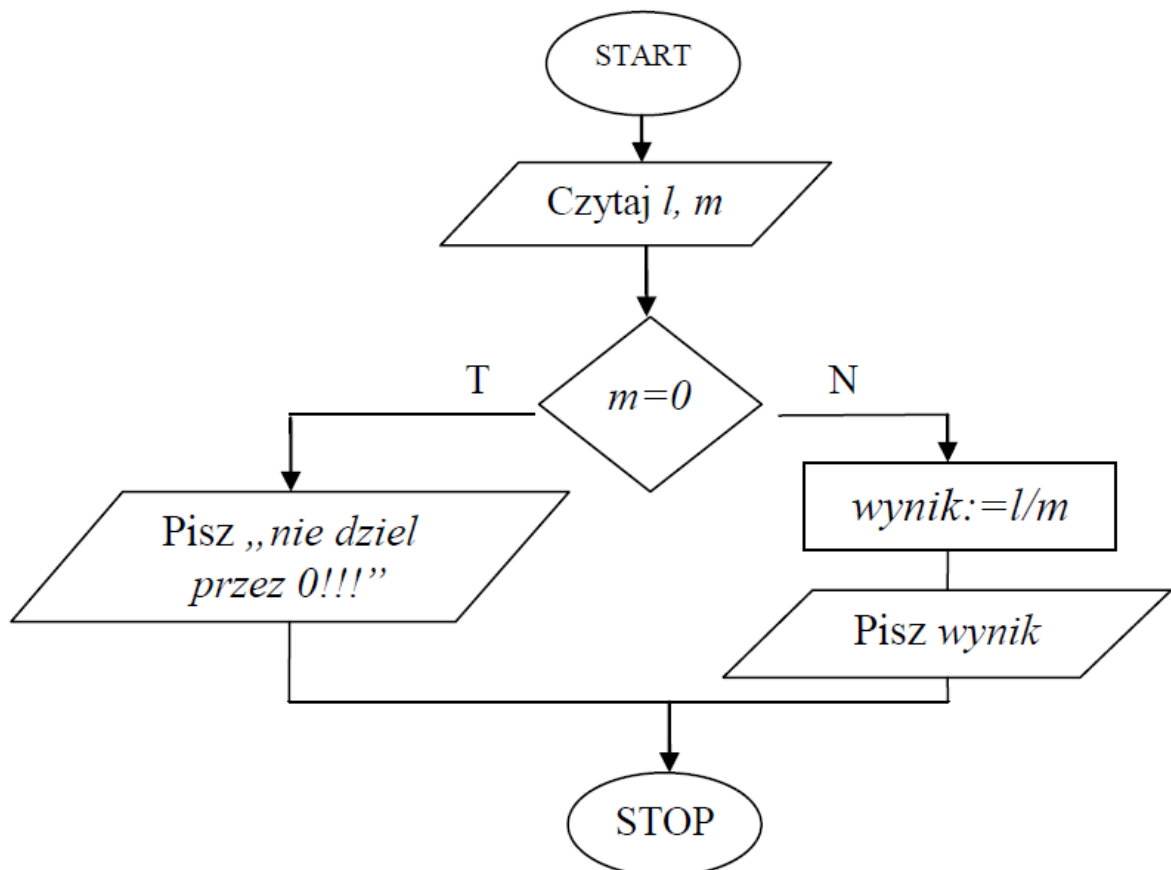 START
Czytaj l, m
T
m=0
N
Pisz „nie dziel
przez 0!!!”
wynik:=l/m
Pisz wynik
STOP